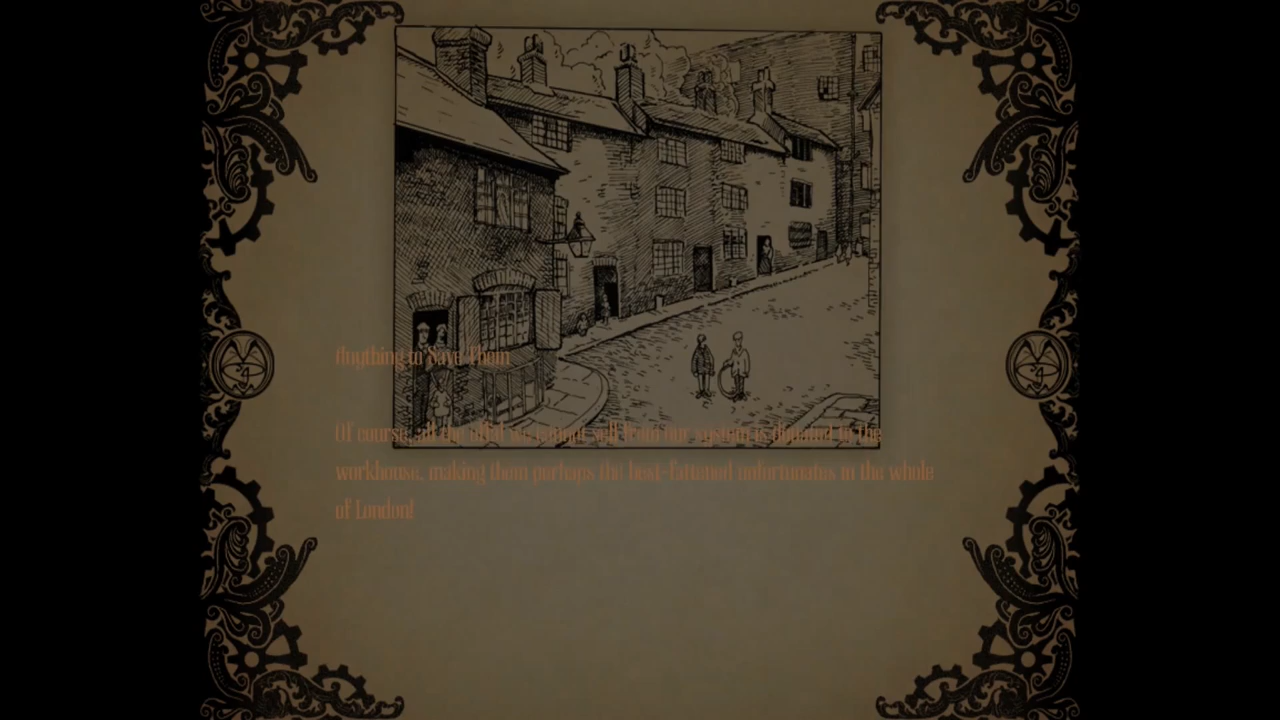 Anything to Save Them
Of course, all the offal we cannot sell from our system is donated to the
workhouse, making them perhaps the best-fattened unfortunates in the whole
of London!